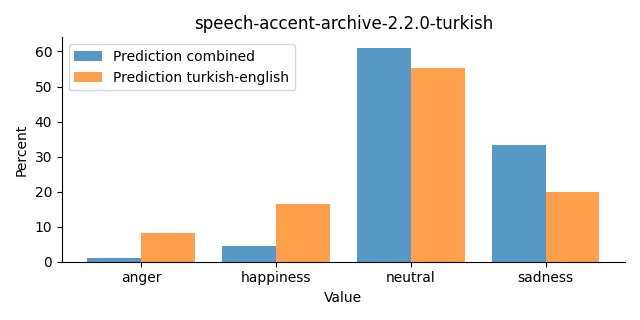 speech-accent-archive-2.2.0-turkish
Prediction combined
Prediction turkish-english
Percent
60
50
40
30
20
10
0
anger
happiness
neutral
sadness
Value